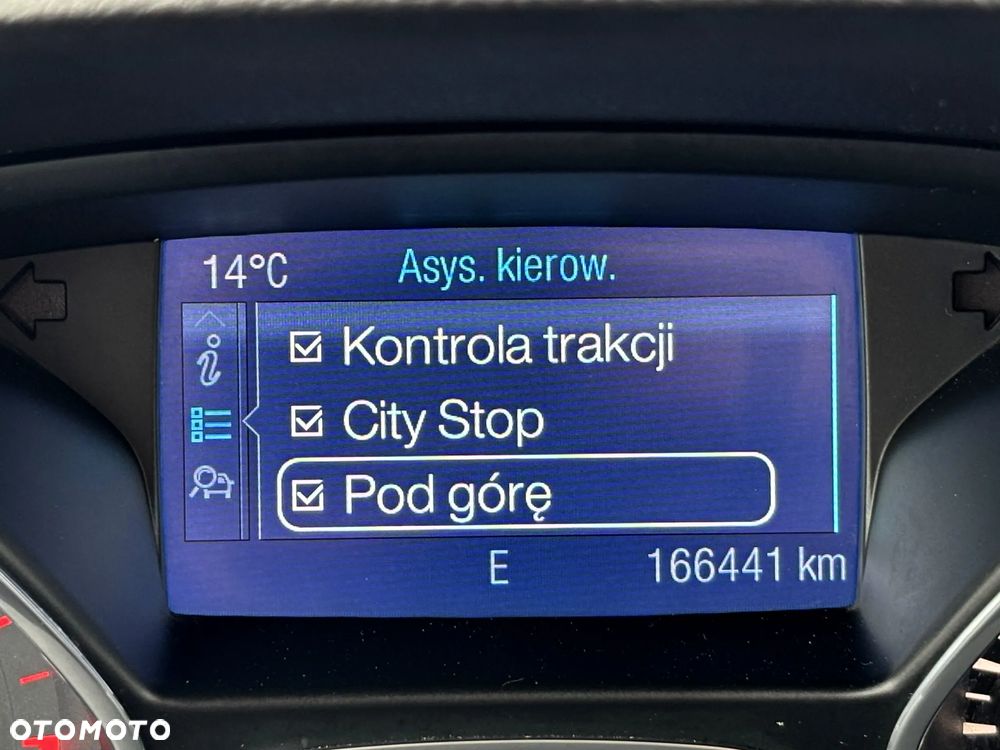 14°C Asys. kierow.
Kontrola trakcji
City Stop
Pod górę
E 166441 km
OTOMOTO